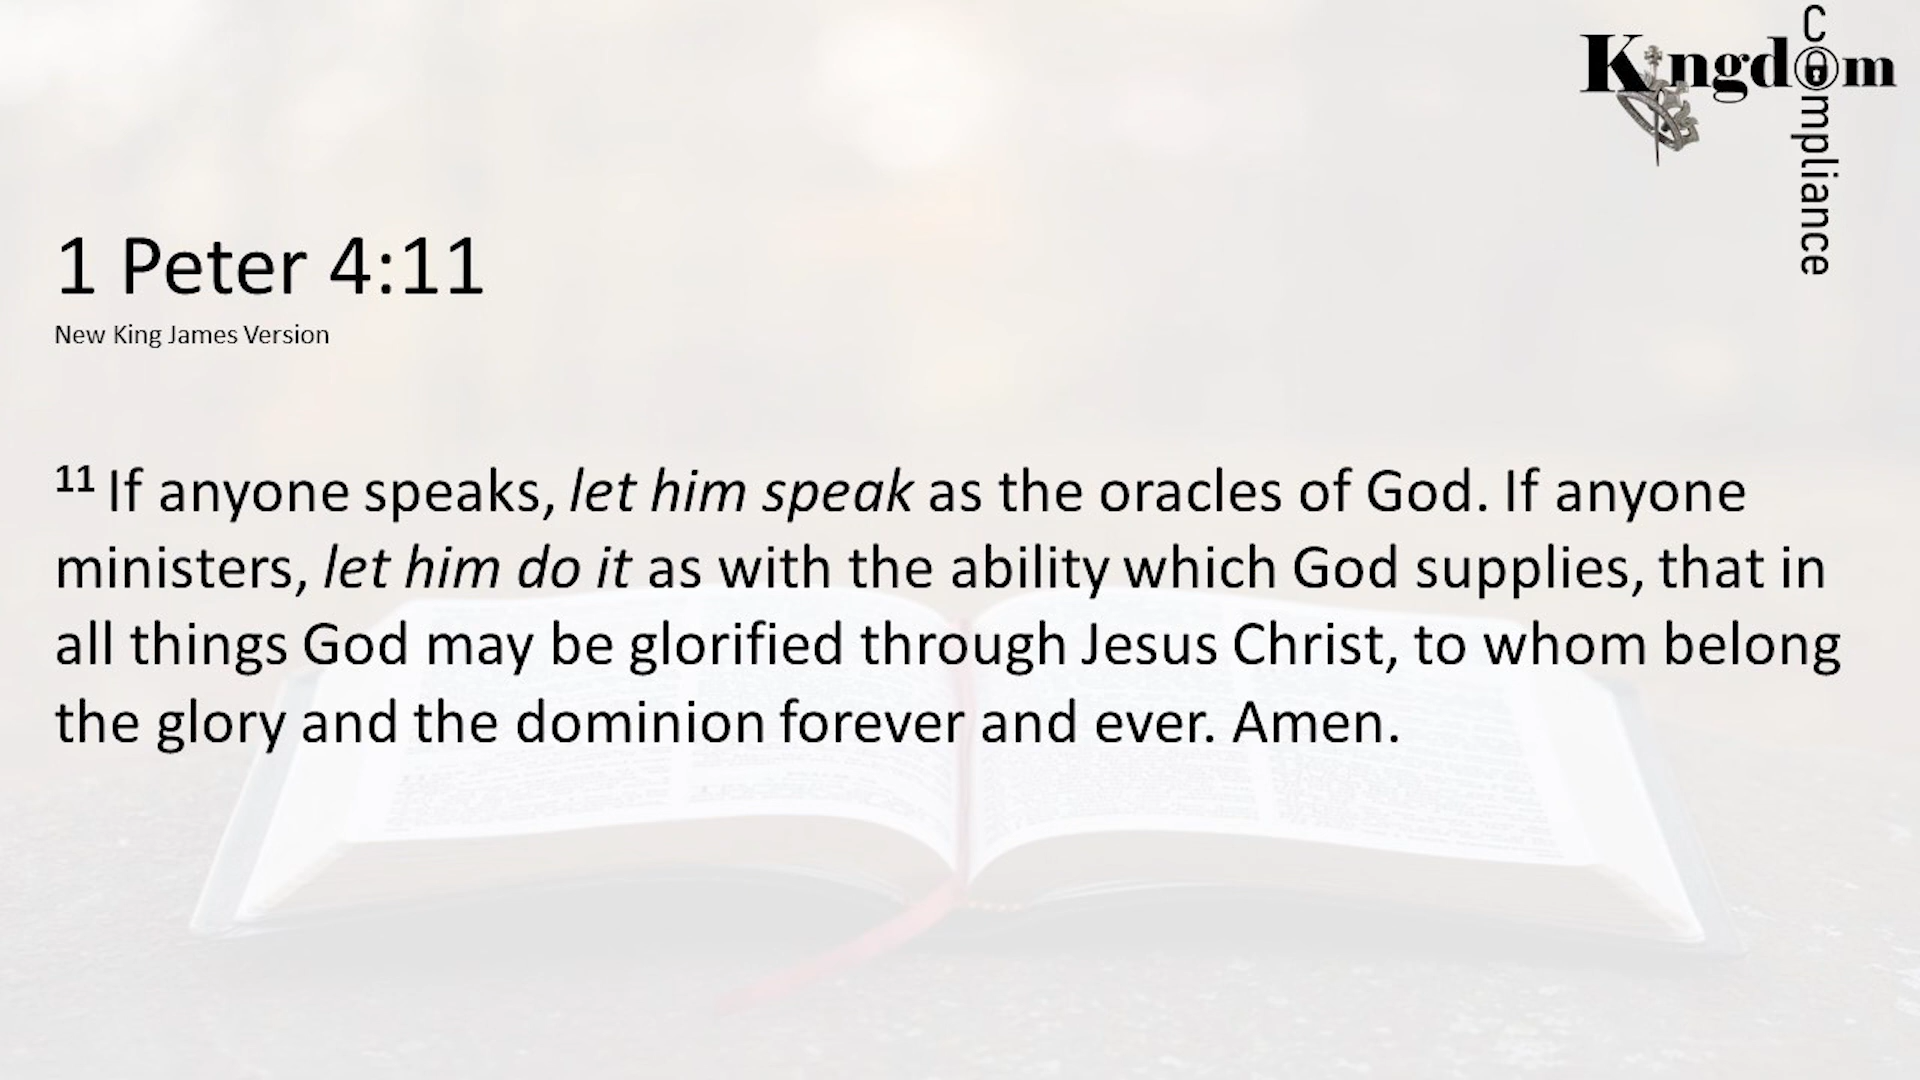 Kingdom
Compliance
1 Peter 4:11
New King James Version
11 If anyone speaks, let him speak as the oracles of God. If anyone
ministers, let him do it as with the ability which God supplies, that in
all things God may be glorified through Jesus Christ, to whom belong
the glory and the dominion forever and ever. Amen.